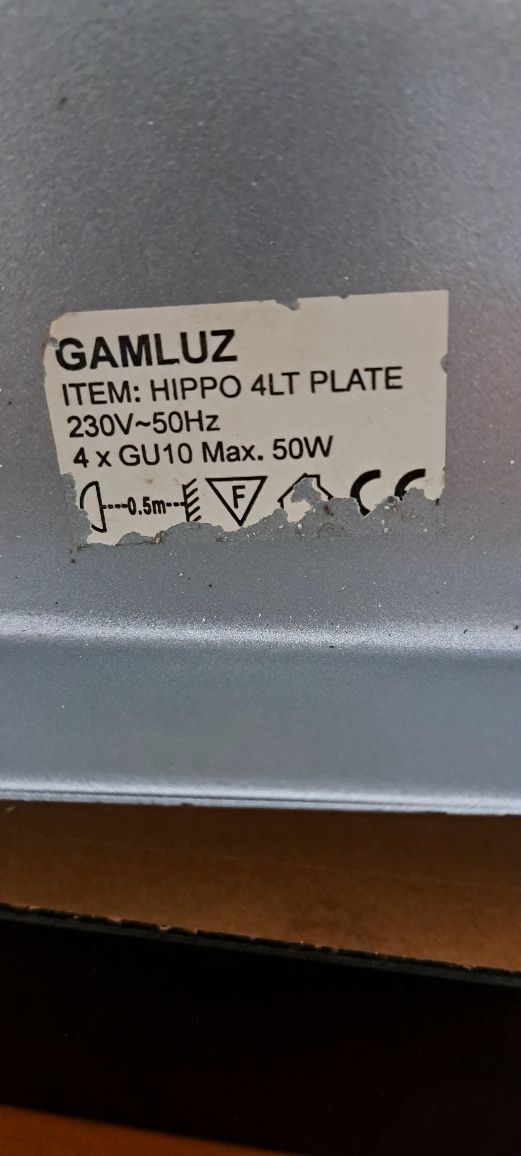 GAMLUZ
ITEM: HIPPO 4LT PLATE
230V~50Hz
4 x GU10 Max. 50W
0.5m F CE